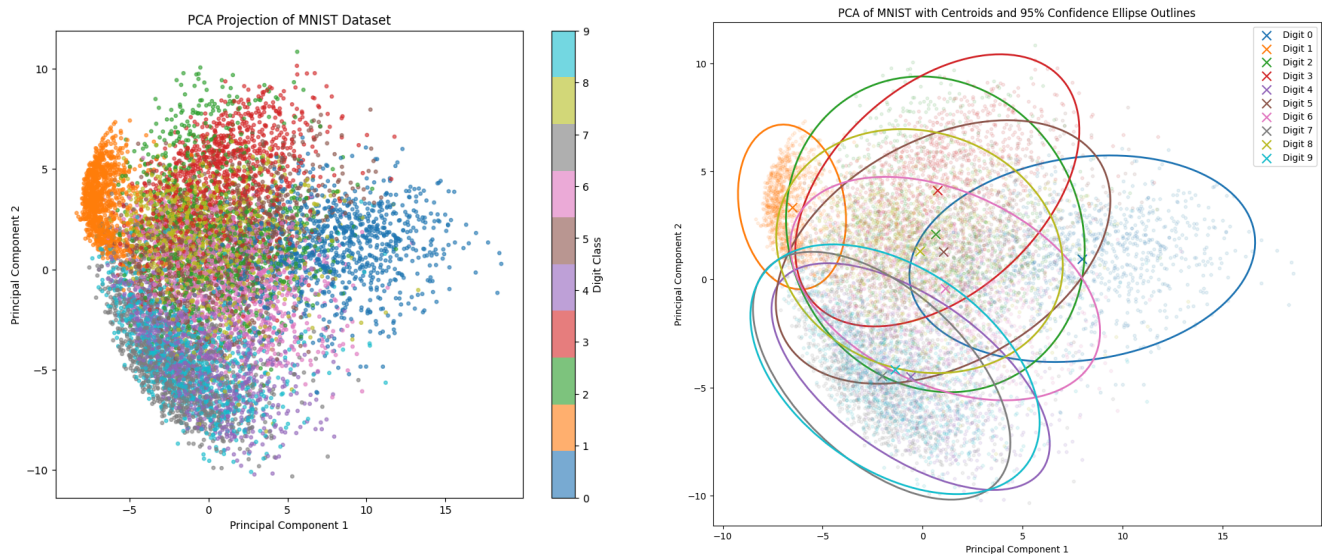 PCA Projection of MNIST Dataset
10
5
0
−5
−10
Principal Component 2
−5
0
5
10
15
Principal Component 1
9
8
7
6
5
4
3
2
1
0
Digit Class
PCA of MNIST with Centroids and 95% Confidence Ellipse Outlines
Digit 0
Digit 1
Digit 2
Digit 3
Digit 4
Digit 5
Digit 6
Digit 7
Digit 8
Digit 9
10
5
0
−5
−10
Principal Component 2
−10
−5
0
5
10
15
Principal Component 1